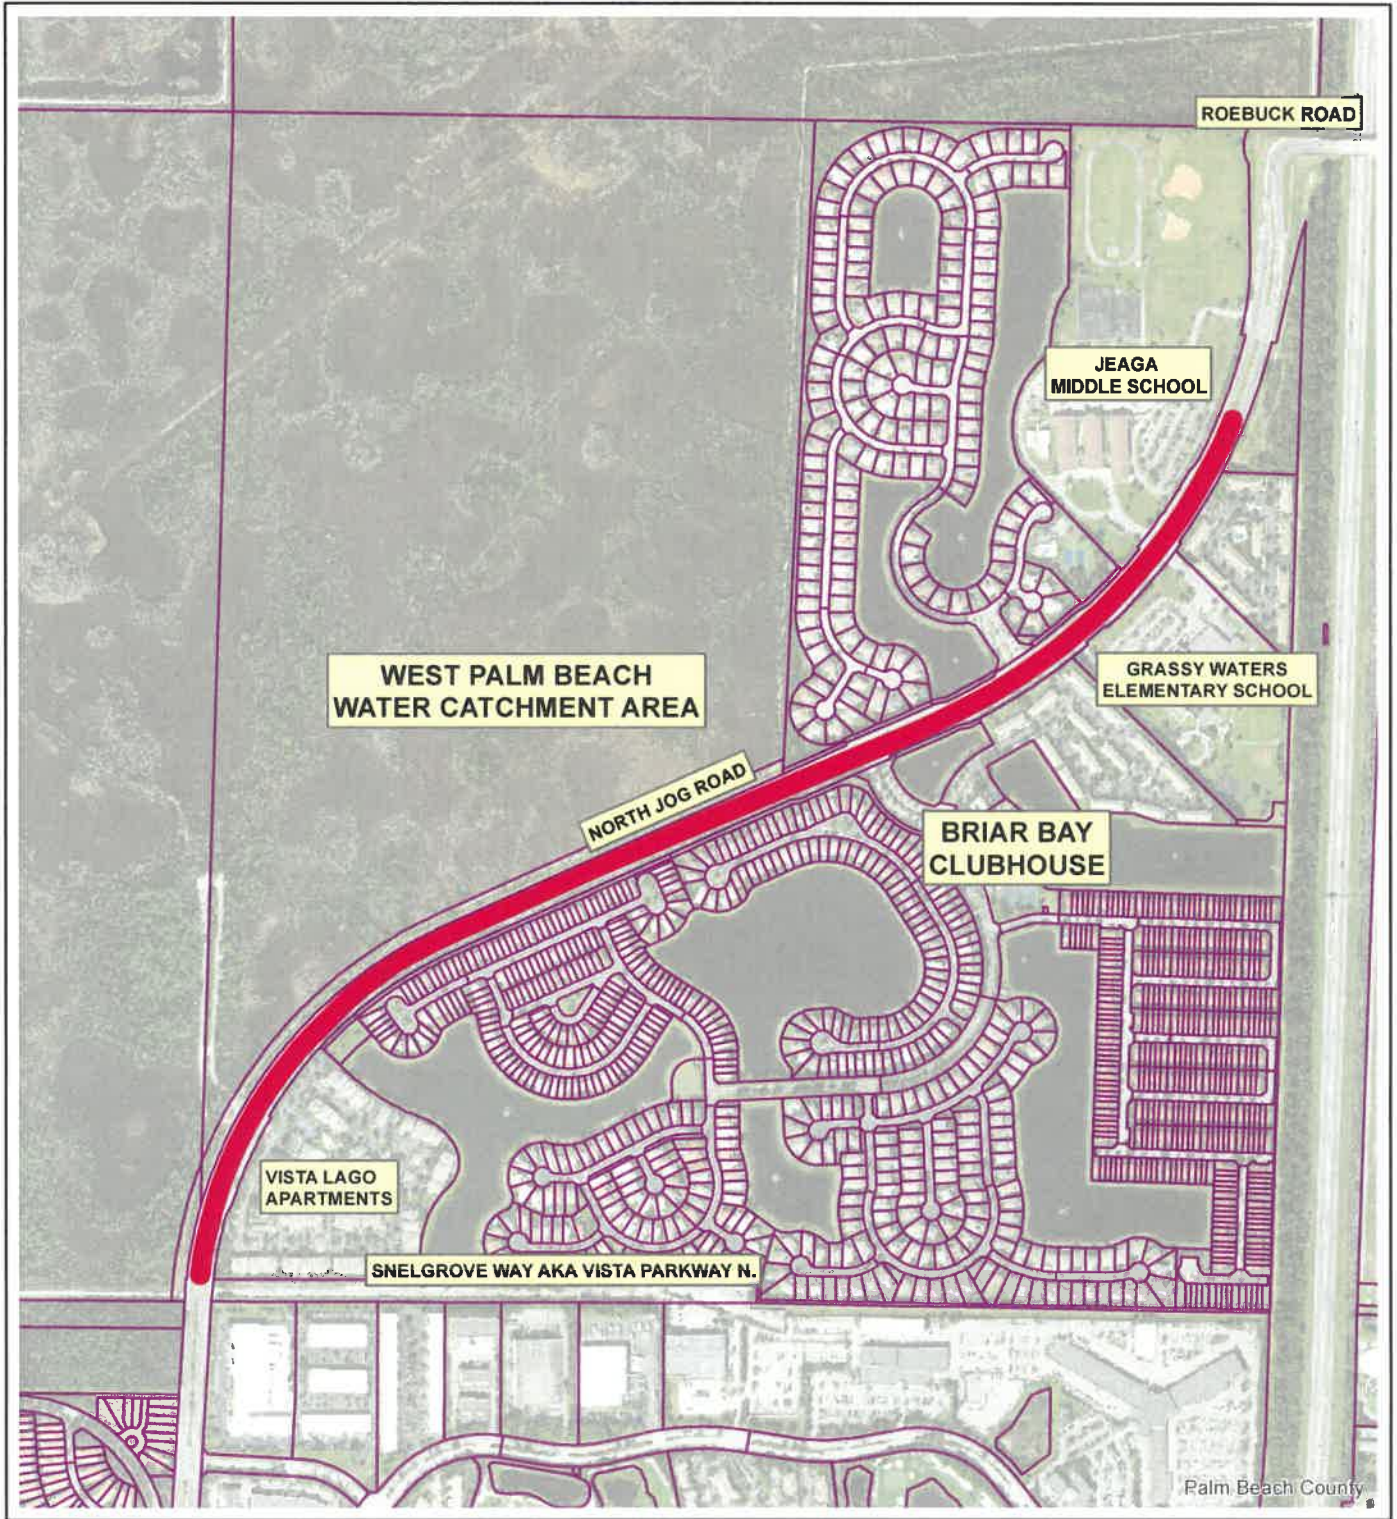 ROEBUCK ROAD
JEAGA
MIDDLE SCHOOL
GRASSY WATERS
ELEMENTARY SCHOOL
WEST PALM BEACH
WATER CATCHMENT AREA
NORTH JOG ROAD
BRIAR BAY
CLUBHOUSE
VISTA LAGO
APARTMENTS
SNELGROVE WAY AKA VISTA PARKWAY N.
Palm Beach County